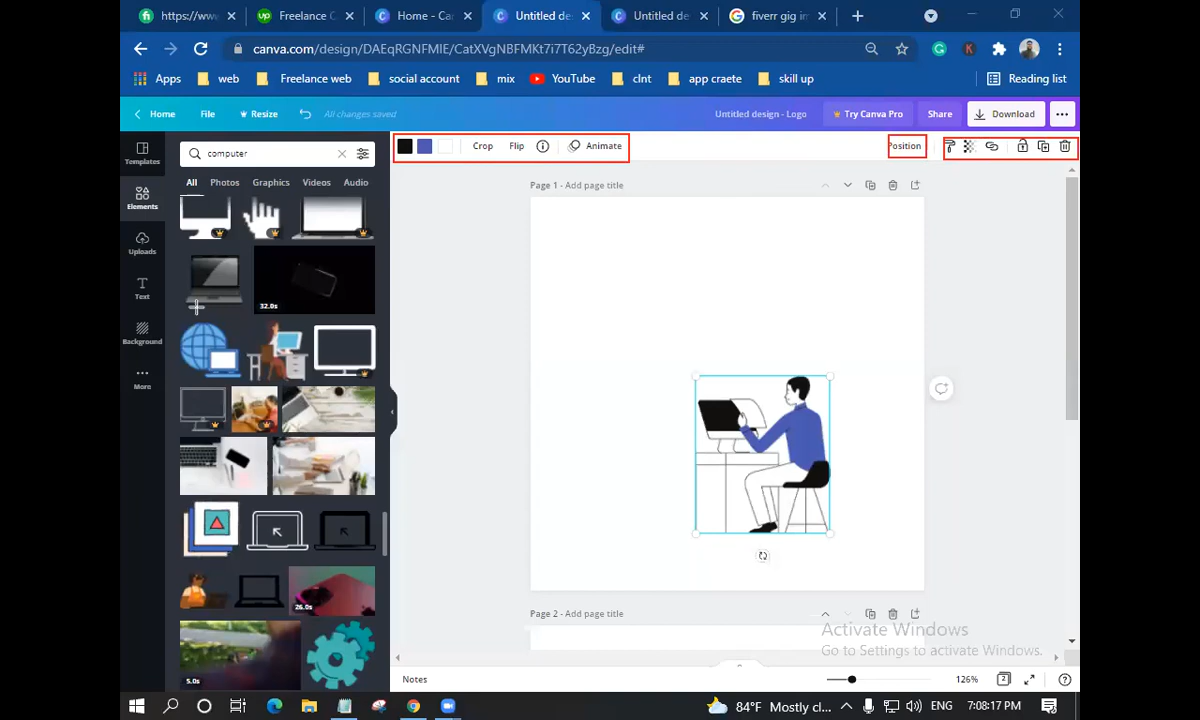 https://www
Freelance C
Home - Ca
Untitled de
Untitled de
fiverr gig im
canva.com/design/DAEqRGNFMIE/CatXVgNBFMKt7i7T62yBzg/edit#
Apps
web
Freelance web
social account
mix
YouTube
clnt
app craete
skill up
Reading list
Home
File
Resize
All changes saved
Untitled design - Logo
Try Canva Pro
Share
Download
Templates
Elements
Uploads
Text
Background
More
computer
All
Photos
Graphics
Videos
Audio
32.0s
26.0s
5.0s
Crop
Flip
Animate
Position
Page 1 - Add page title
Page 2 - Add page title
Activate Windows
Go to Settings to activate Windows.
Notes
126%
2
84°F Mostly cl...
ENG
7:08:17 PM